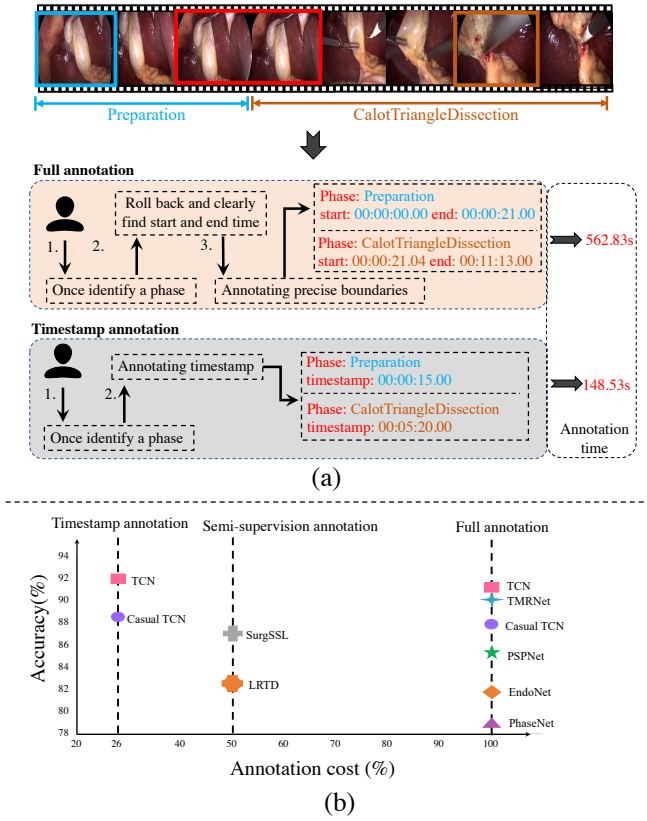 Preparation
CalotTriangleDissection
Full annotation
1.
2.
Roll back and clearly
find start and end time
3.
Once identify a phase
Annotating precise boundaries
Phase: Preparation
start: 00:00:00.00 end: 00:00:21.00
Phase: CalotTriangleDissection
start: 00:00:21.04 end: 00:11:13.00
562.83s
Timestamp annotation
1.
2.
Annotating timestamp
Once identify a phase
Phase: Preparation
timestamp: 00:00:15.00
Phase: CalotTriangleDissection
timestamp: 00:05:20.00
148.53s
Annotation
time
(a)
Timestamp annotation
Semi-supervision annotation
Full annotation
Accuracy(%)
94
92
90
88
86
84
82
80
78
TCN
Casual TCN
SurgSSL
LRTD
TCN
TMRNet
Casual TCN
PSPNet
EndoNet
PhaseNet
20
26
40
50
60
70
80
90
100
Annotation cost (%)
(b)